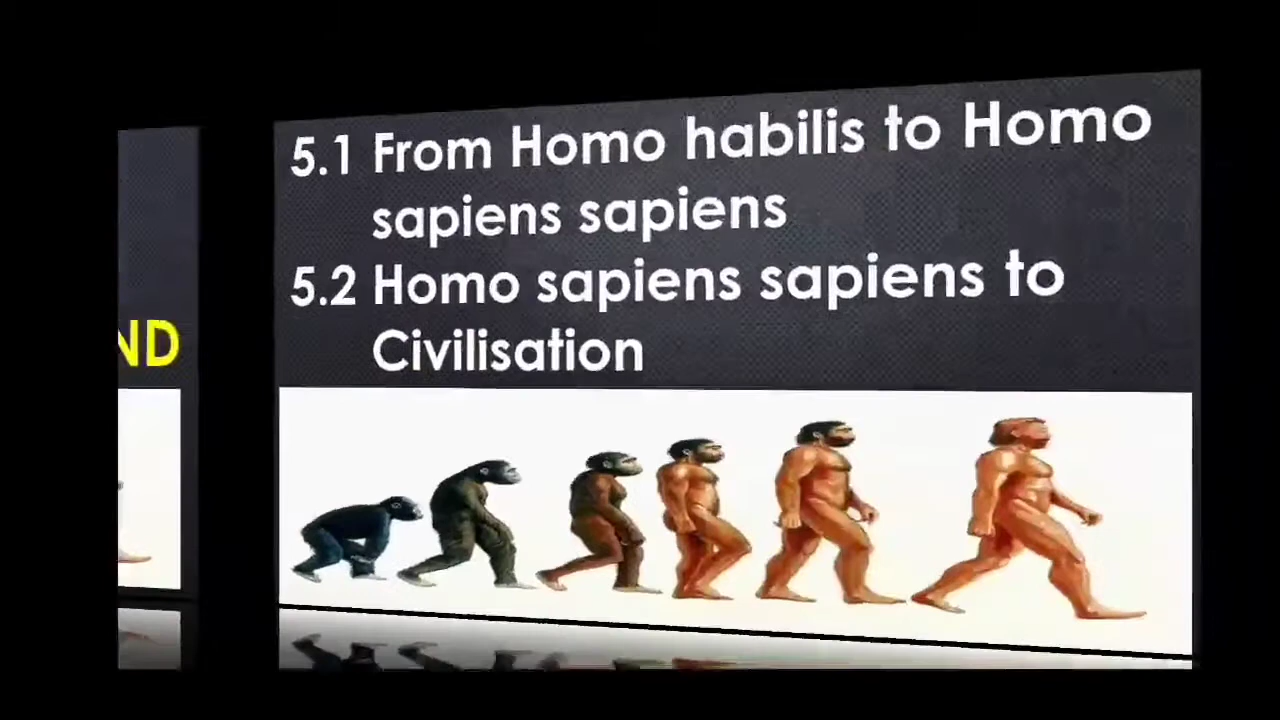 5.1 From Homo habilis to Homo
sapiens sapiens
5.2 Homo sapiens sapiens to
Civilisation
ND